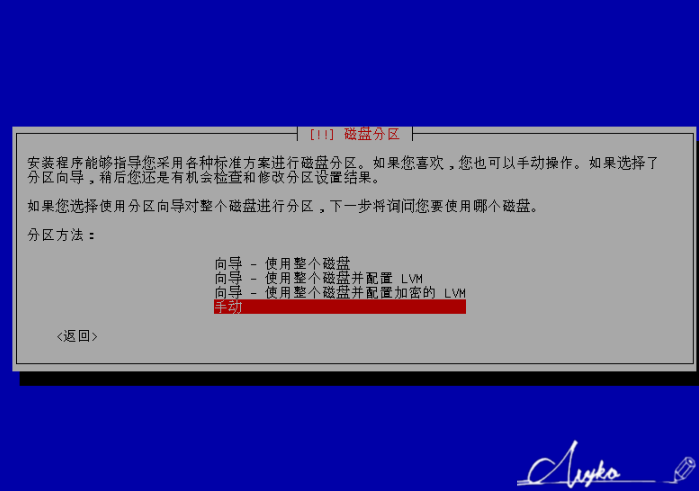 [!!] 磁盘分区
安装程序能够指导您采用各种标准方案进行磁盘分区。如果您喜欢，您也可以手动操作。如果选择了
分区向导，稍后您还是有机会检查和修改分区设置结果。
如果您选择使用分区向导对整个磁盘进行分区，下一步将询问您要使用哪个磁盘。
分区方法：
向导 - 使用整个磁盘
向导 - 使用整个磁盘并配置 LVM
向导 - 使用整个磁盘并配置加密的 LVM
手动
<返回>